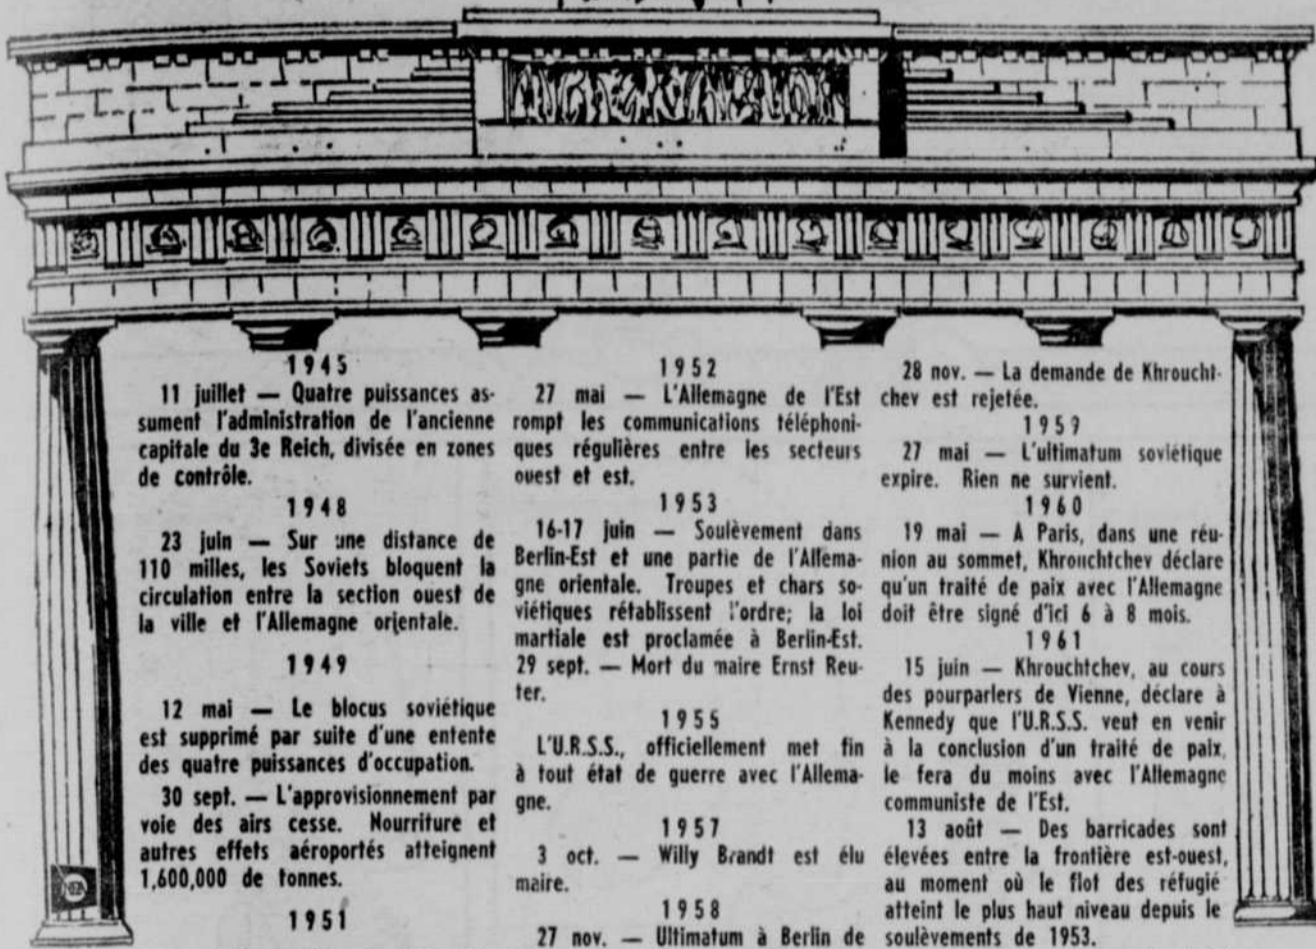 1945
11 juillet — Quatre puissances as-
sument l'administration de l'ancienne
capitale du 3e Reich, divisée en zones
de contrôle.
1948
23 juin — Sur une distance de
110 milles, les Soviets bloquent la
circulation entre la section ouest de
la ville et l'Allemagne orientale.
1949
12 mai — Le blocus soviétique
est supprimé par suite d'une entente
des quatre puissances d'occupation.
30 sept. — L'approvisionnement par
voie des airs cesse. Nourriture et
autres effets aéroportés atteignent
1,600,000 de tonnes.
1951
1952
27 mai — L'Allemagne de l'Est
rompt les communications téléphoni-
ques régulières entre les secteurs
ouest et est.
1953
16-17 juin — Soulèvement dans
Berlin-Est et une partie de l'Allema-
gne orientale. Troupes et chars so-
viétiques rétablissent l'ordre; la loi
martiale est proclamée à Berlin-Est.
29 sept. — Mort du maire Ernst Reu-
ter.
1955
L'U.R.S.S., officiellement met fin
à tout état de guerre avec l'Allema-
gne.
1957
3 oct. — Willy Brandt est élu
maire.
1958
27 nov. — Ultimatum à Berlin de
28 nov. — La demande de Khroucht-
chev est rejetée.
1959
27 mai — L'ultimatum soviétique
expire. Rien ne survient.
1960
19 mai — A Paris, dans une réu-
nion au sommet, Khrouchtchev déclare
qu'un traité de paix avec l'Allemagne
doit être signé d'ici 6 à 8 mois.
1961
15 juin — Khrouchtchev, au cours
des pourparlers de Vienne, déclare à
Kennedy que l'U.R.S.S. veut en venir
à la conclusion d'un traité de paix,
le fera du moins avec l'Allemagne
communiste de l'Est.
13 août — Des barricades sont
élevées entre la frontière est-ouest,
au moment où le flot des réfugié
atteint le plus haut niveau depuis le
soulèvements de 1953.
NEA